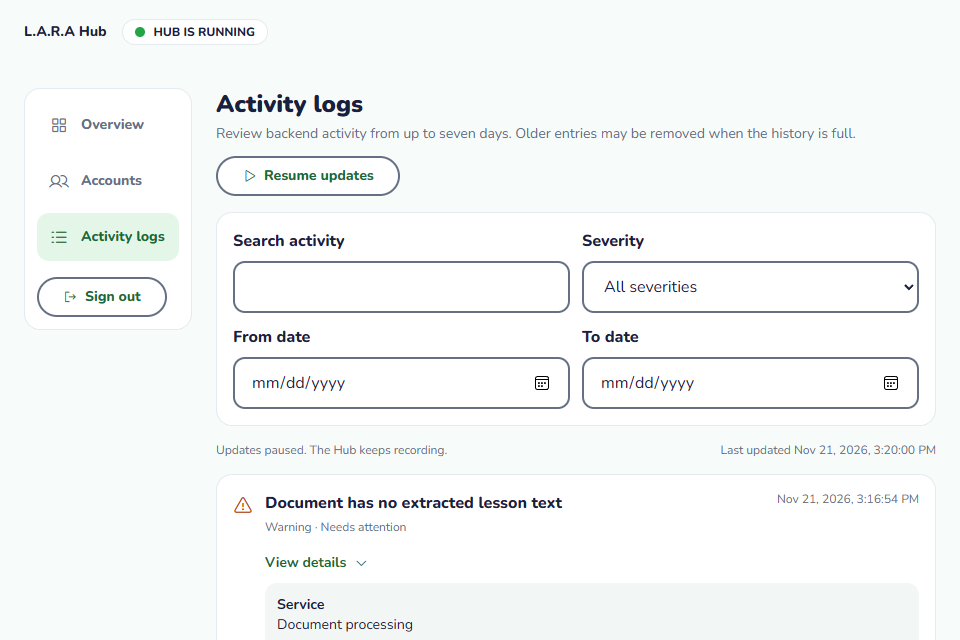 L.A.R.A Hub
HUB IS RUNNING
Overview
Accounts
Activity logs
Sign out
Activity logs
Review backend activity from up to seven days. Older entries may be removed when the history is full.
Resume updates
Search activity
Severity
All severities
From date
To date
mm/dd/yyyy
mm/dd/yyyy
Updates paused. The Hub keeps recording.
Last updated Nov 21, 2026, 3:20:00 PM
Document has no extracted lesson text
Nov 21, 2026, 3:16:54 PM
Warning · Needs attention
View details
Service
Document processing